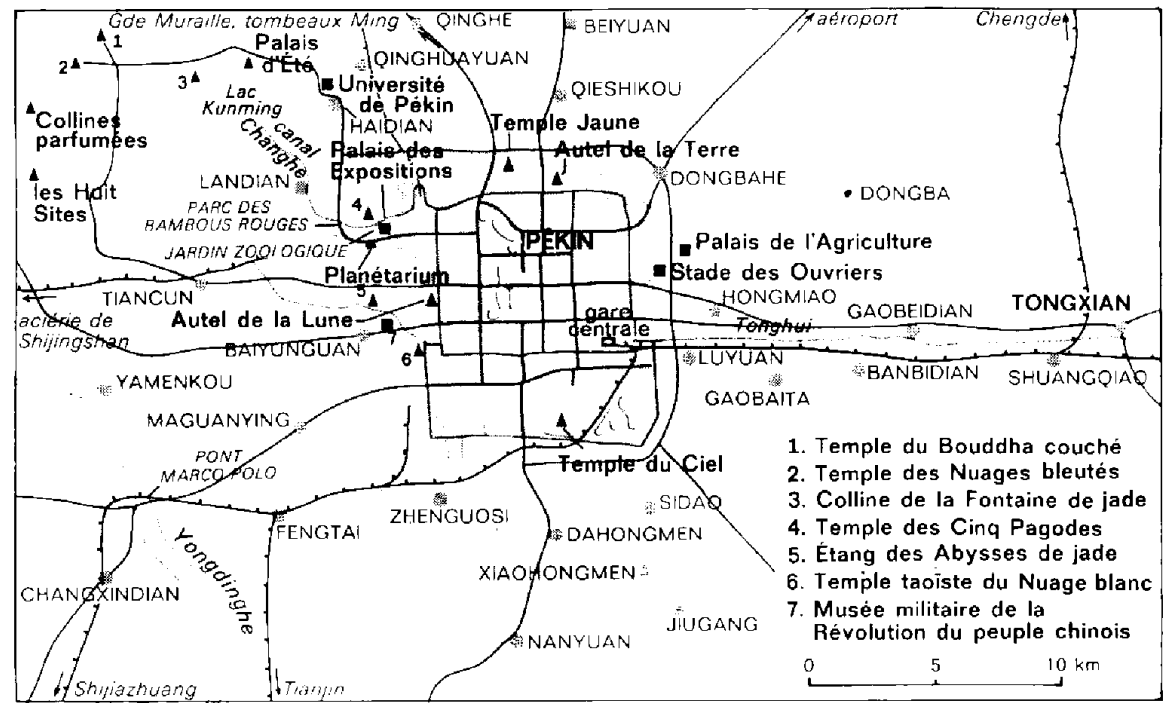 Gde Muraille, tombeaux Ming
QINGHE
BEIYUAN
aéroport
Chengde
1
2
3
Palais
d'Été
QINGHUAYUAN
Lac
Kunming
Université
de Pékin
QIESHIKOU
Collines
parfumées
canal
Changhe
HAIDIAN
Temple Jaune
Palais des
Expositions
Autel de la Terre
les Huit
Sites
LANDIAN
DONGBAHE
DONGBA
PARC DES
BAMBOUS ROUGES
4
JARDIN ZOOLOGIQUE
PÉKIN
Palais de l'Agriculture
Planétarium
Stade des Ouvriers
TIANCUN
5
HONGMIAO
GAOBEIDIAN
TONGXIAN
aciérie de
Shijingshan
Autel de la Lune
gare
centrale
Tonghui
BAIYUNGUAN
7
6
LUYUAN
BANBIDIAN
SHUANGQIAO
YAMENKOU
GAOBAITA
MAGUANYING
PONT
MARCO POLO
Temple du Ciel
ZHENGUOSI
SIDAO
FENGTAI
DAHONGMEN
Yongdinghe
XIAOHONGMEN
CHANGXINDIAN
JIUGANG
NANYUAN
Shijiazhuang
Tianjin
1. Temple du Bouddha couché
2. Temple des Nuages bleutés
3. Colline de la Fontaine de jade
4. Temple des Cinq Pagodes
5. Étang des Abysses de jade
6. Temple taoïste du Nuage blanc
7. Musée militaire de la
Révolution du peuple chinois
0 5 10 km